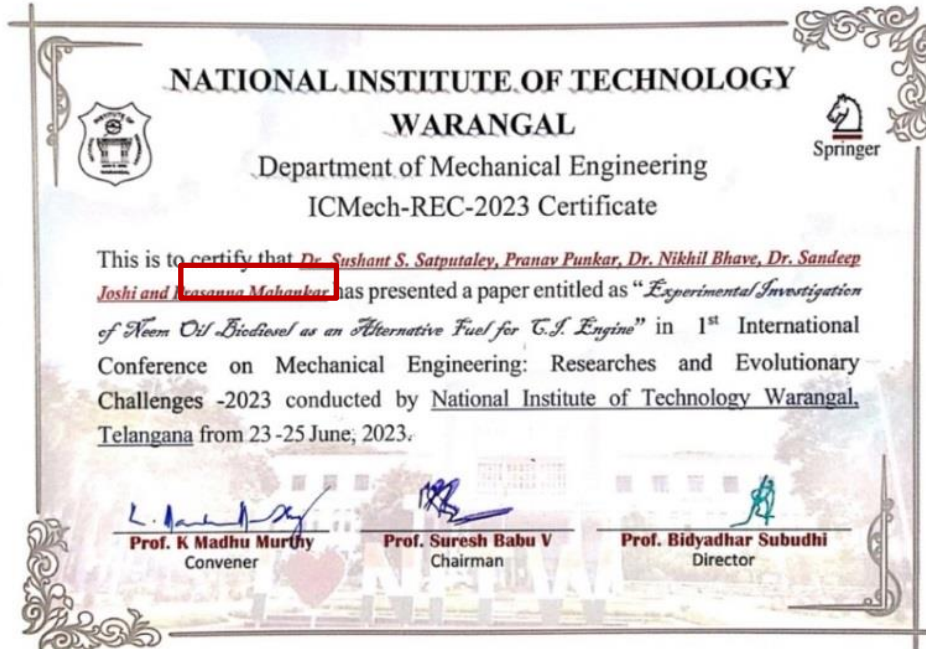 NATIONAL INSTITUTE OF TECHNOLOGY
WARANGAL
Springer
Department of Mechanical Engineering
ICMech-REC-2023 Certificate
This is to certify that Dr. Sushant S. Satputaley, Pranav Punkar, Dr. Nikhil Bhave, Dr. Sandeep
Joshi and Prasanna Mahankar has presented a paper entitled as “Experimental Investigation
of Neem Oil Biodiesel as an Alternative Fuel for C.I. Engine” in 1st International
Conference on Mechanical Engineering: Researches and Evolutionary
Challenges -2023 conducted by National Institute of Technology Warangal,
Telangana from 23-25 June, 2023.
Prof. K Madhu Murthy
Convener
Prof. Suresh Babu V
Chairman
Prof. Bidyadhar Subudhi
Director
I ❤ NITW